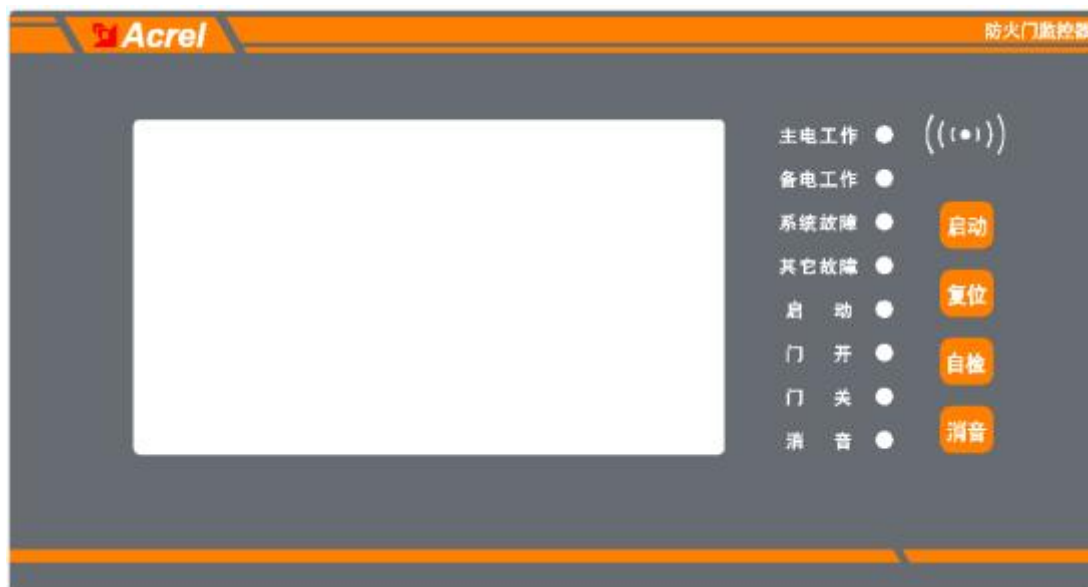 Acrel
防火门监控器
主电工作
备电工作
系统故障
其它故障
启 动
门 开
门 关
消 音
启动
复位
自检
消音